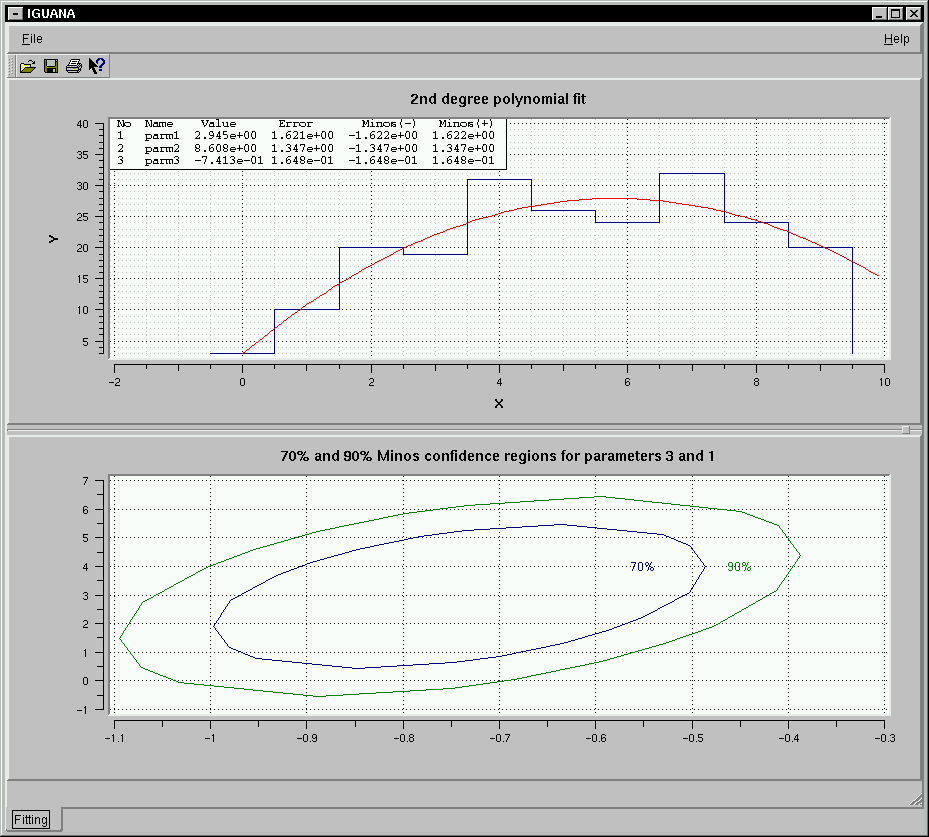 IGUANA
File Help
2nd degree polynomial fit
No Name Value Error Minos(-) Minos(+)
1 parm1 2.945e+00 1.621e+00 -1.622e+00 1.622e+00
2 parm2 8.608e+00 1.347e+00 -1.347e+00 1.347e+00
3 parm3 -7.413e-01 1.648e-01 -1.648e-01 1.648e-01
40
35
30
25
20
15
10
5
Y
-2 0 2 4 6 8 10
X
70% and 90% Minos confidence regions for parameters 3 and 1
7
6
5
4
3
2
1
0
-1
70% 90%
-1.1 -1 -0.9 -0.8 -0.7 -0.6 -0.5 -0.4 -0.3
Fitting